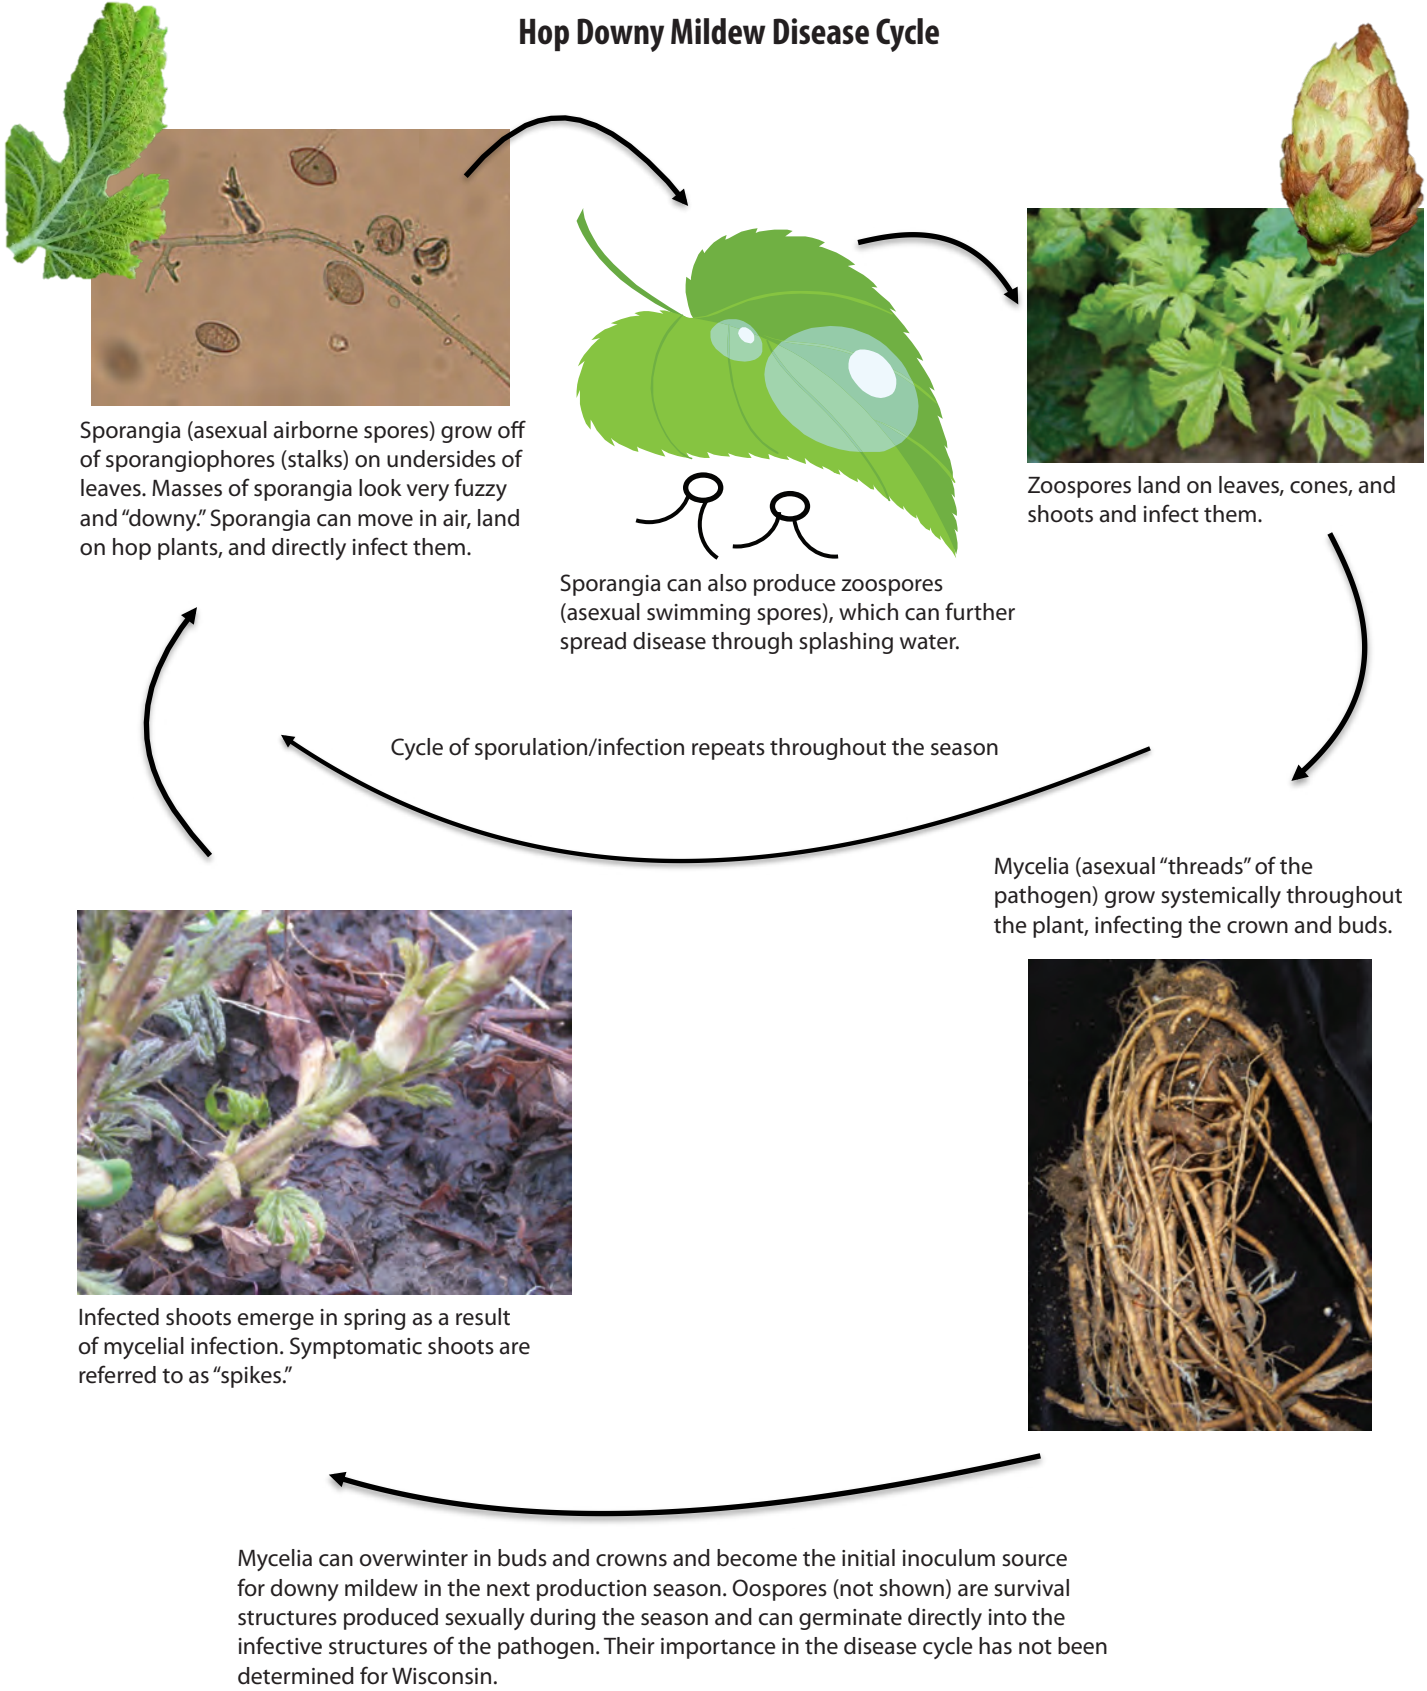 Hop Downy Mildew Disease Cycle
Sporangia (asexual airborne spores) grow off
of sporangiophores (stalks) on undersides of
leaves. Masses of sporangia look very fuzzy
and “downy.” Sporangia can move in air, land
on hop plants, and directly infect them.
Sporangia can also produce zoospores
(asexual swimming spores), which can further
spread disease through splashing water.
Zoospores land on leaves, cones, and
shoots and infect them.
Cycle of sporulation/infection repeats throughout the season
Mycelia (asexual “threads” of the
pathogen) grow systemically throughout
the plant, infecting the crown and buds.
Infected shoots emerge in spring as a result
of mycelial infection. Symptomatic shoots are
referred to as “spikes.”
Mycelia can overwinter in buds and crowns and become the initial inoculum source
for downy mildew in the next production season. Oospores (not shown) are survival
structures produced sexually during the season and can germinate directly into the
infective structures of the pathogen. Their importance in the disease cycle has not been
determined for Wisconsin.